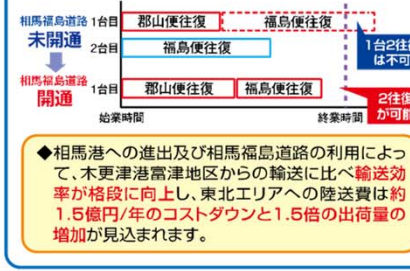 相馬福島道路 1台目 郡山便往復 福島便往復
未開通
2台目 福島便往復
1台2往復
は不可
相馬福島道路
開通 1台目 郡山便往復 福島便往復
2往復
が可能
始業時間 終業時間
◆相馬港への進出及び相馬福島道路の利用によっ
て、木更津港富津地区からの輸送に比べ輸送効
率が格段に向上し、東北エリアへの陸送費は約
1.5億円/年のコストダウンと1.5倍の出荷量の
増加が見込まれます。